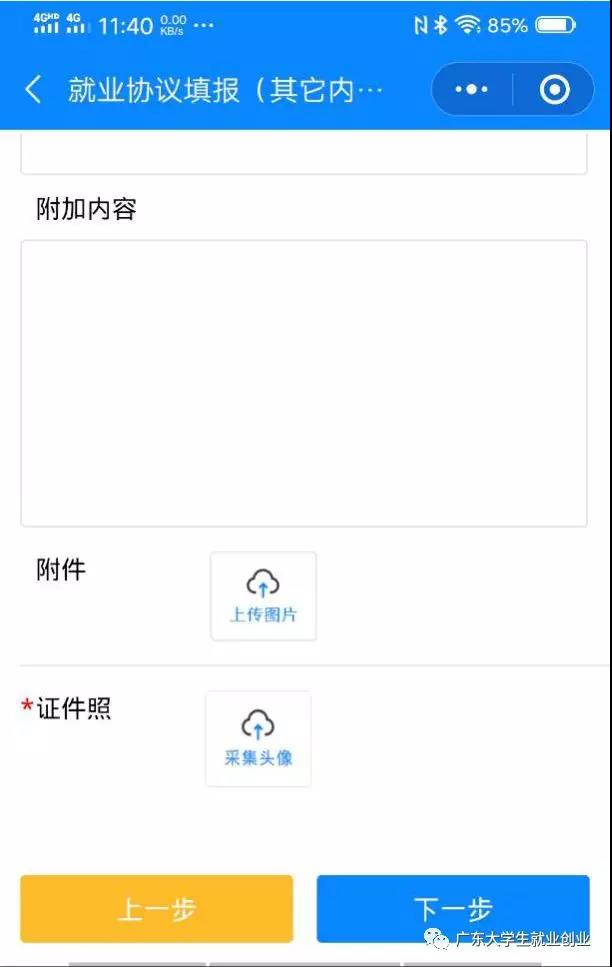 4GHD 4G 11:40 0.00 KB/s ··· 85%
就业协议填报（其它内···
附加内容
附件
上传图片
*证件照
采集头像
上一步
下一步
广东大学生就业创业